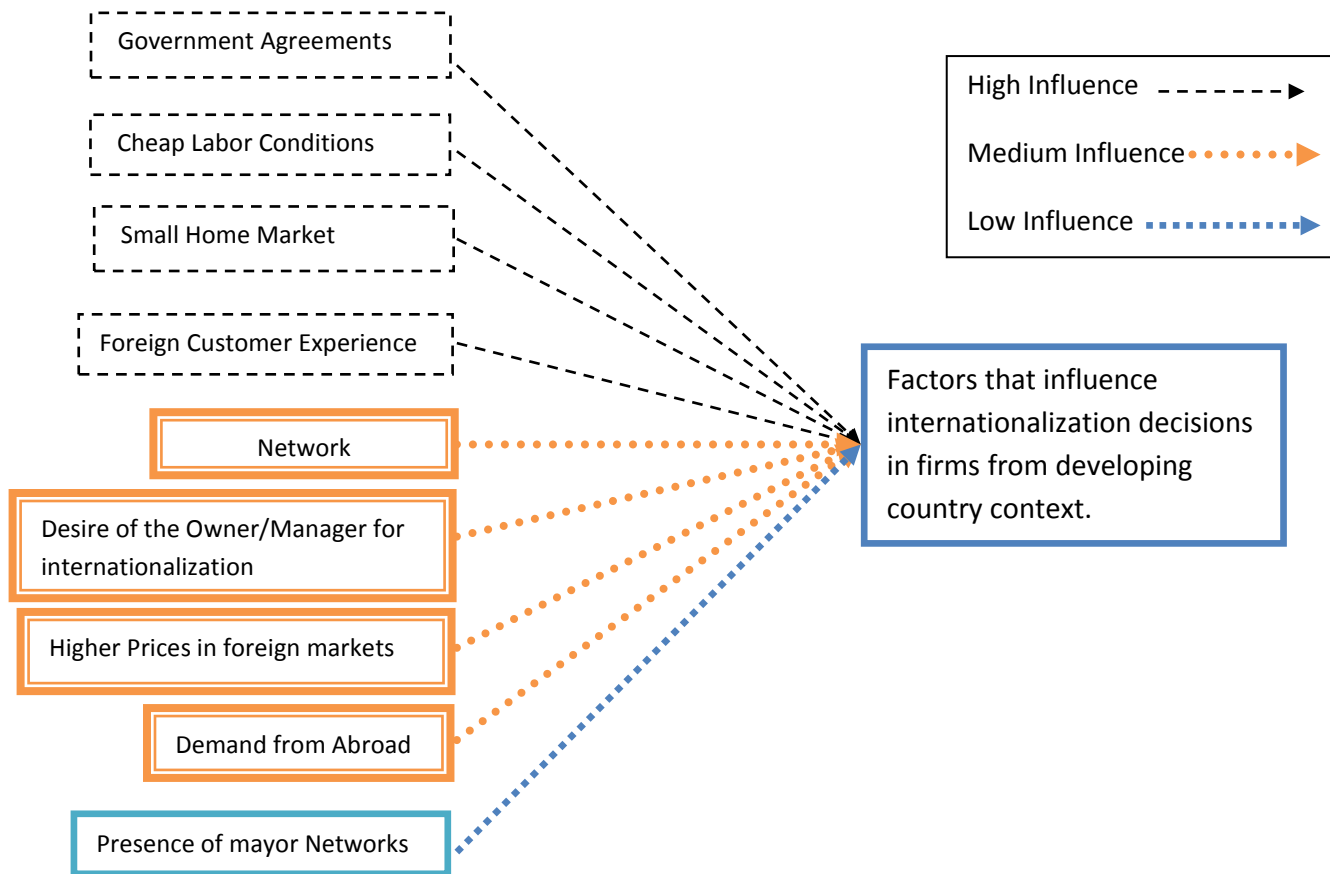 Government Agreements
Cheap Labor Conditions
Small Home Market
Foreign Customer Experience
Network
Desire of the Owner/Manager for
internationalization
Higher Prices in foreign markets
Demand from Abroad
Presence of mayor Networks
High Influence
Medium Influence
Low Influence
Factors that influence
internationalization decisions
in firms from developing
country context.